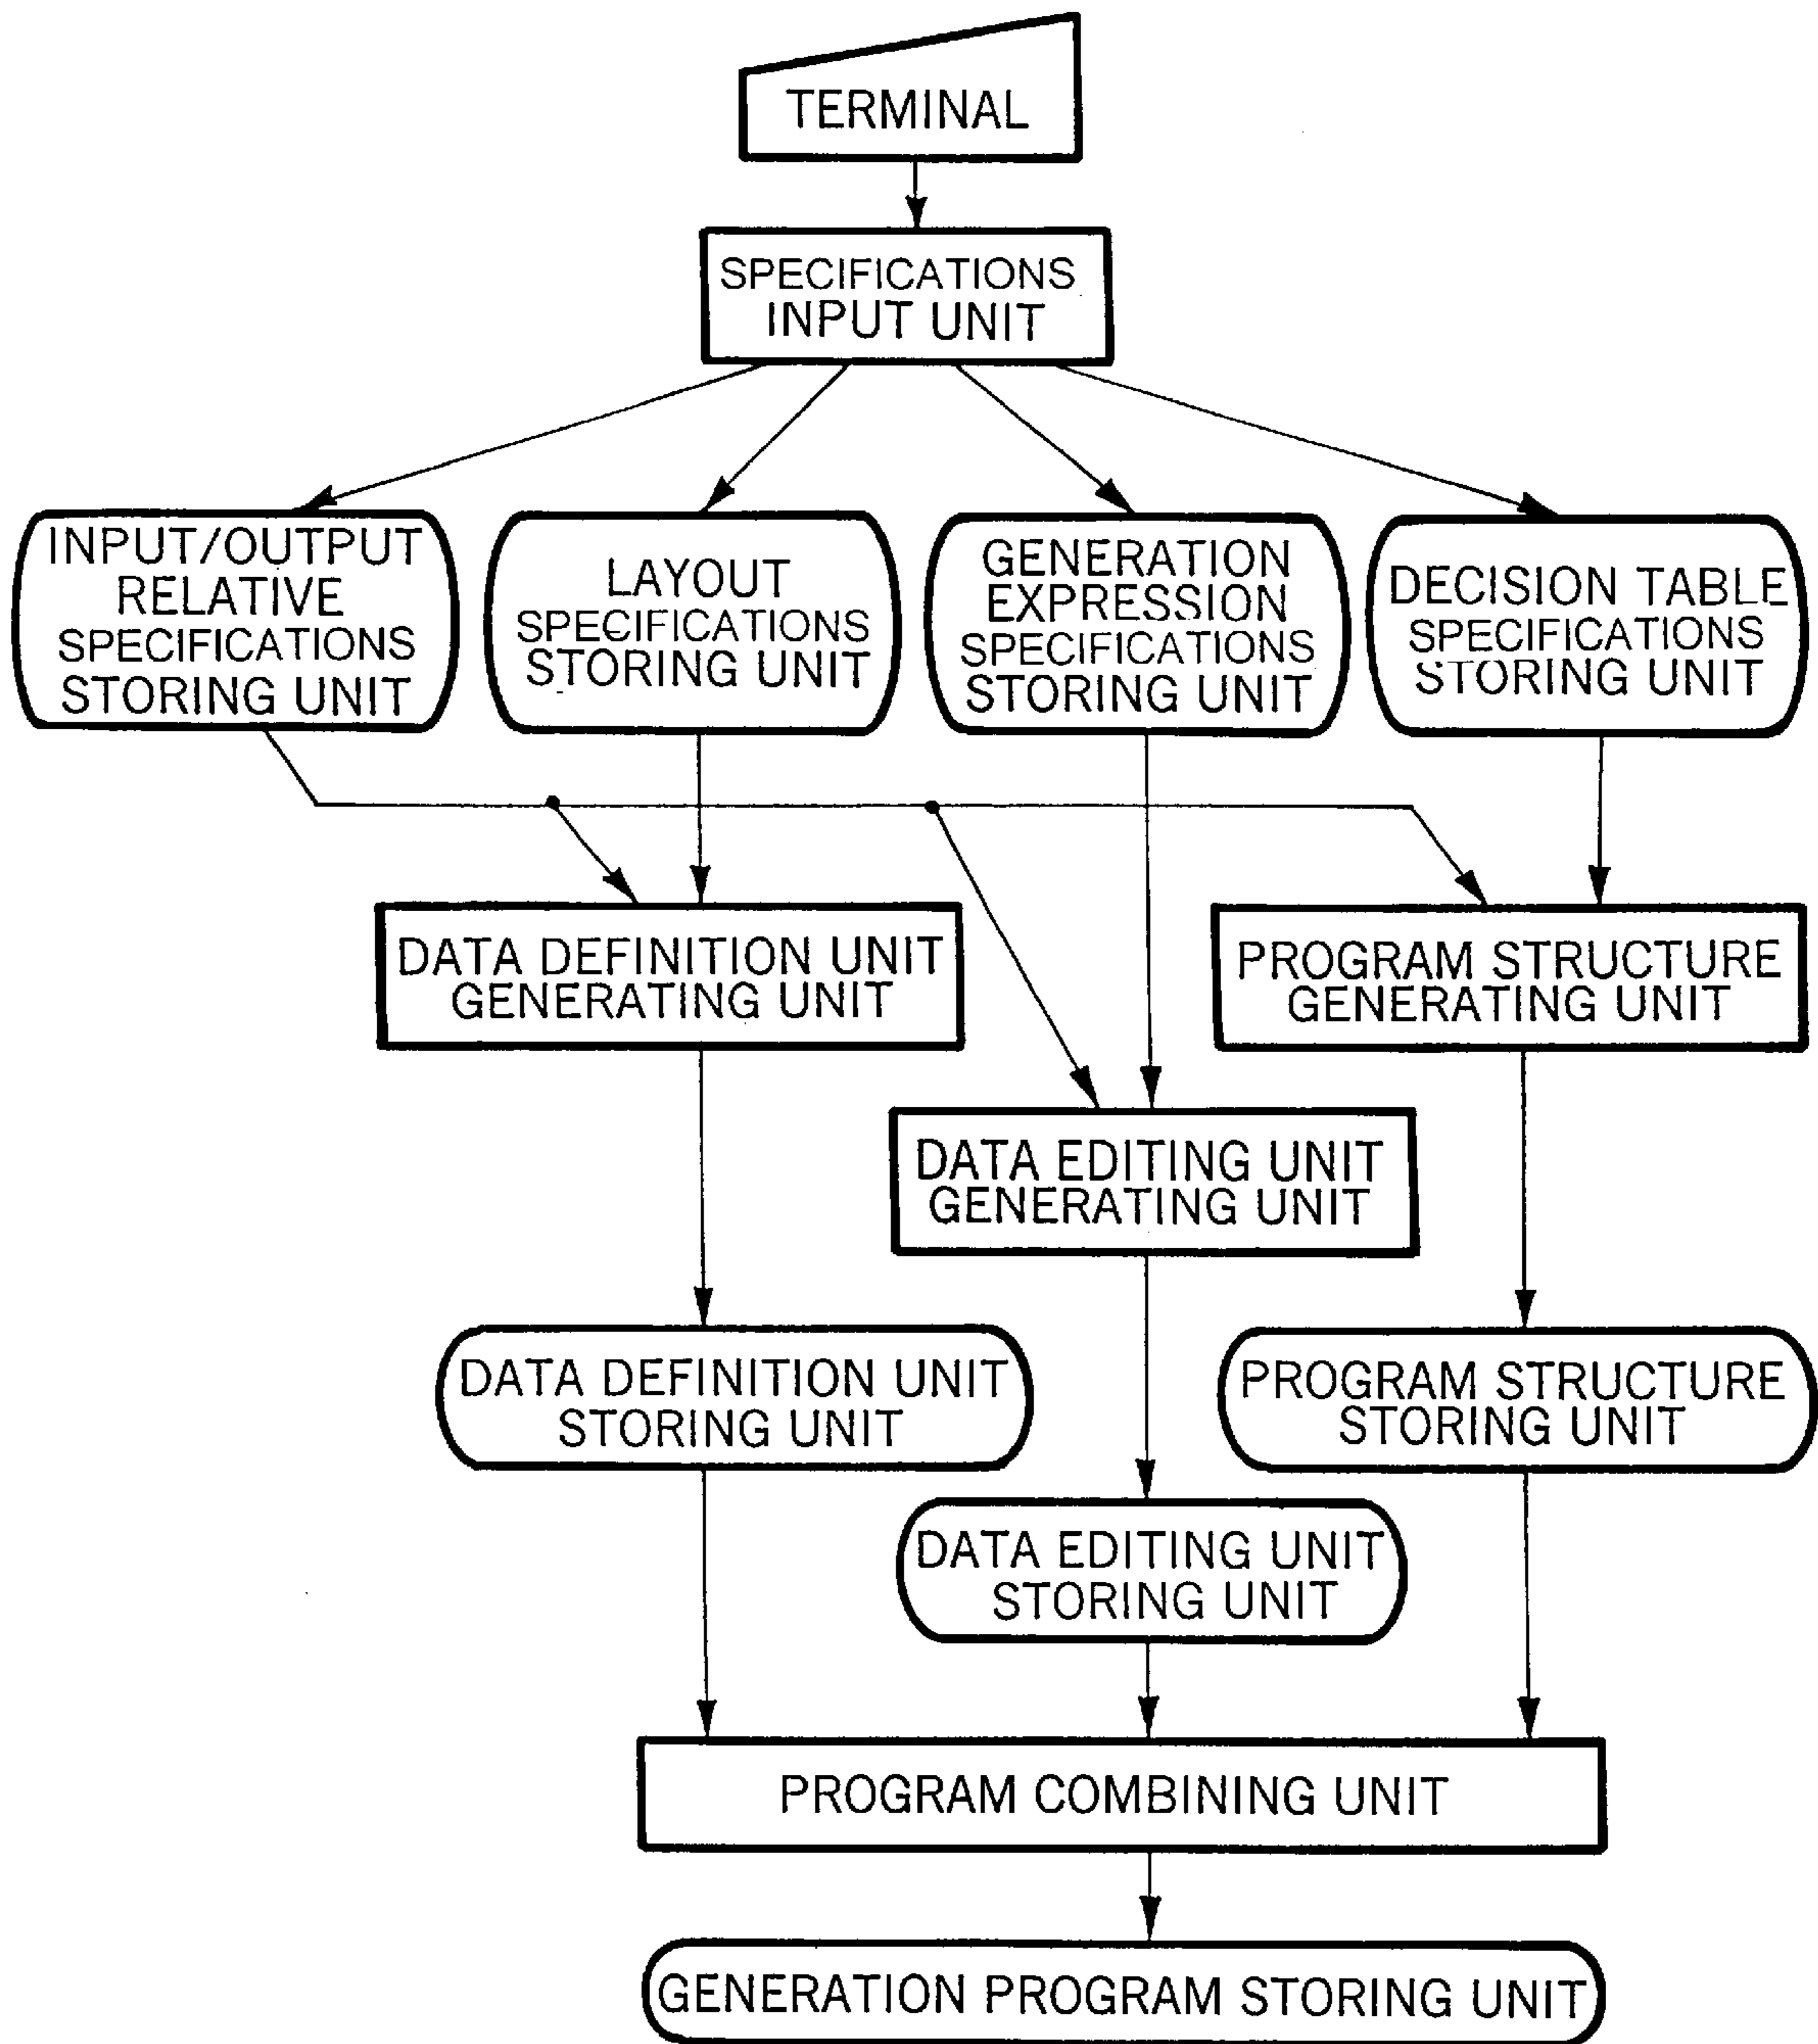 TERMINAL
SPECIFICATIONS
INPUT UNIT
INPUT/OUTPUT
RELATIVE
SPECIFICATIONS
STORING UNIT
LAYOUT
SPECIFICATIONS
STORING UNIT
GENERATION
EXPRESSION
SPECIFICATIONS
STORING UNIT
DECISION TABLE
SPECIFICATIONS
STORING UNIT
DATA DEFINITION UNIT
GENERATING UNIT
PROGRAM STRUCTURE
GENERATING UNIT
DATA EDITING UNIT
GENERATING UNIT
DATA DEFINITION UNIT
STORING UNIT
PROGRAM STRUCTURE
STORING UNIT
DATA EDITING UNIT
STORING UNIT
PROGRAM COMBINING UNIT
GENERATION PROGRAM STORING UNIT